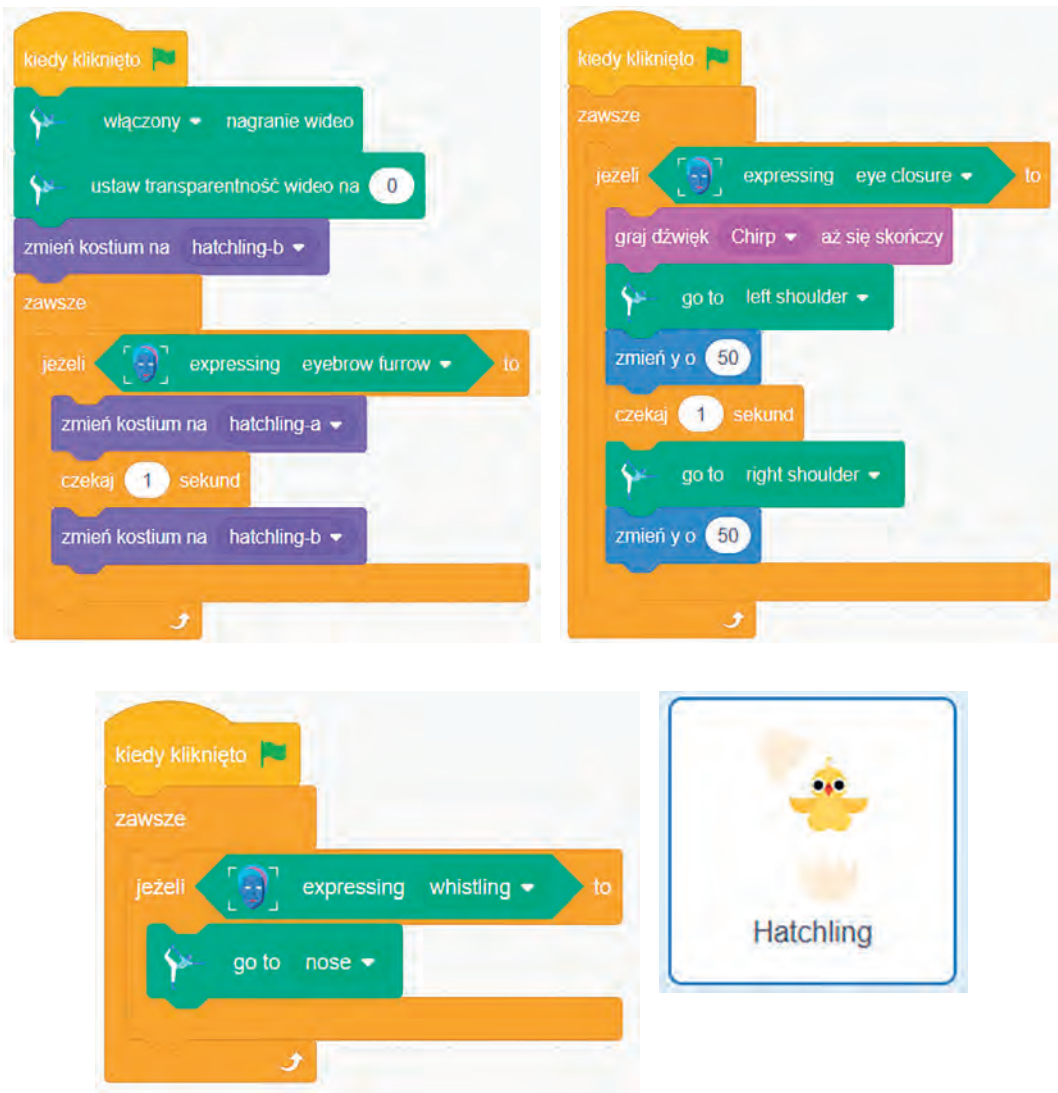 kiedy kliknięto
włączony nagranie wideo
ustaw transparentność wideo na 0
zmień kostium na hatchling-b
zawsze
jeżeli expressing eyebrow furrow to
zmień kostium na hatchling-a
czekaj 1 sekund
zmień kostium na hatchling-b
kiedy kliknięto
zawsze
jeżeli expressing eye closure to
graj dźwięk Chirp aż się skończy
go to left shoulder
zmień y o 50
czekaj 1 sekund
go to right shoulder
zmień y o 50
kiedy kliknięto
zawsze
jeżeli expressing whistling to
go to nose
Hatchling